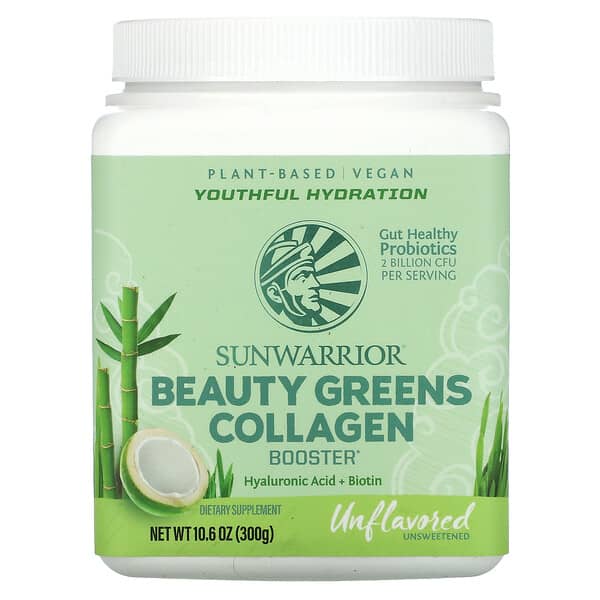 PLANT-BASED | VEGAN
YOUTHFUL HYDRATION
Gut Healthy
Probiotics
2 BILLION CFU
PER SERVING
SUNWARRIOR®
BEAUTY GREENS
COLLAGEN
BOOSTER*
Hyaluronic Acid + Biotin
DIETARY SUPPLEMENT
NET WT 10.6 OZ (300g)
Unflavored
UNSWEETENED